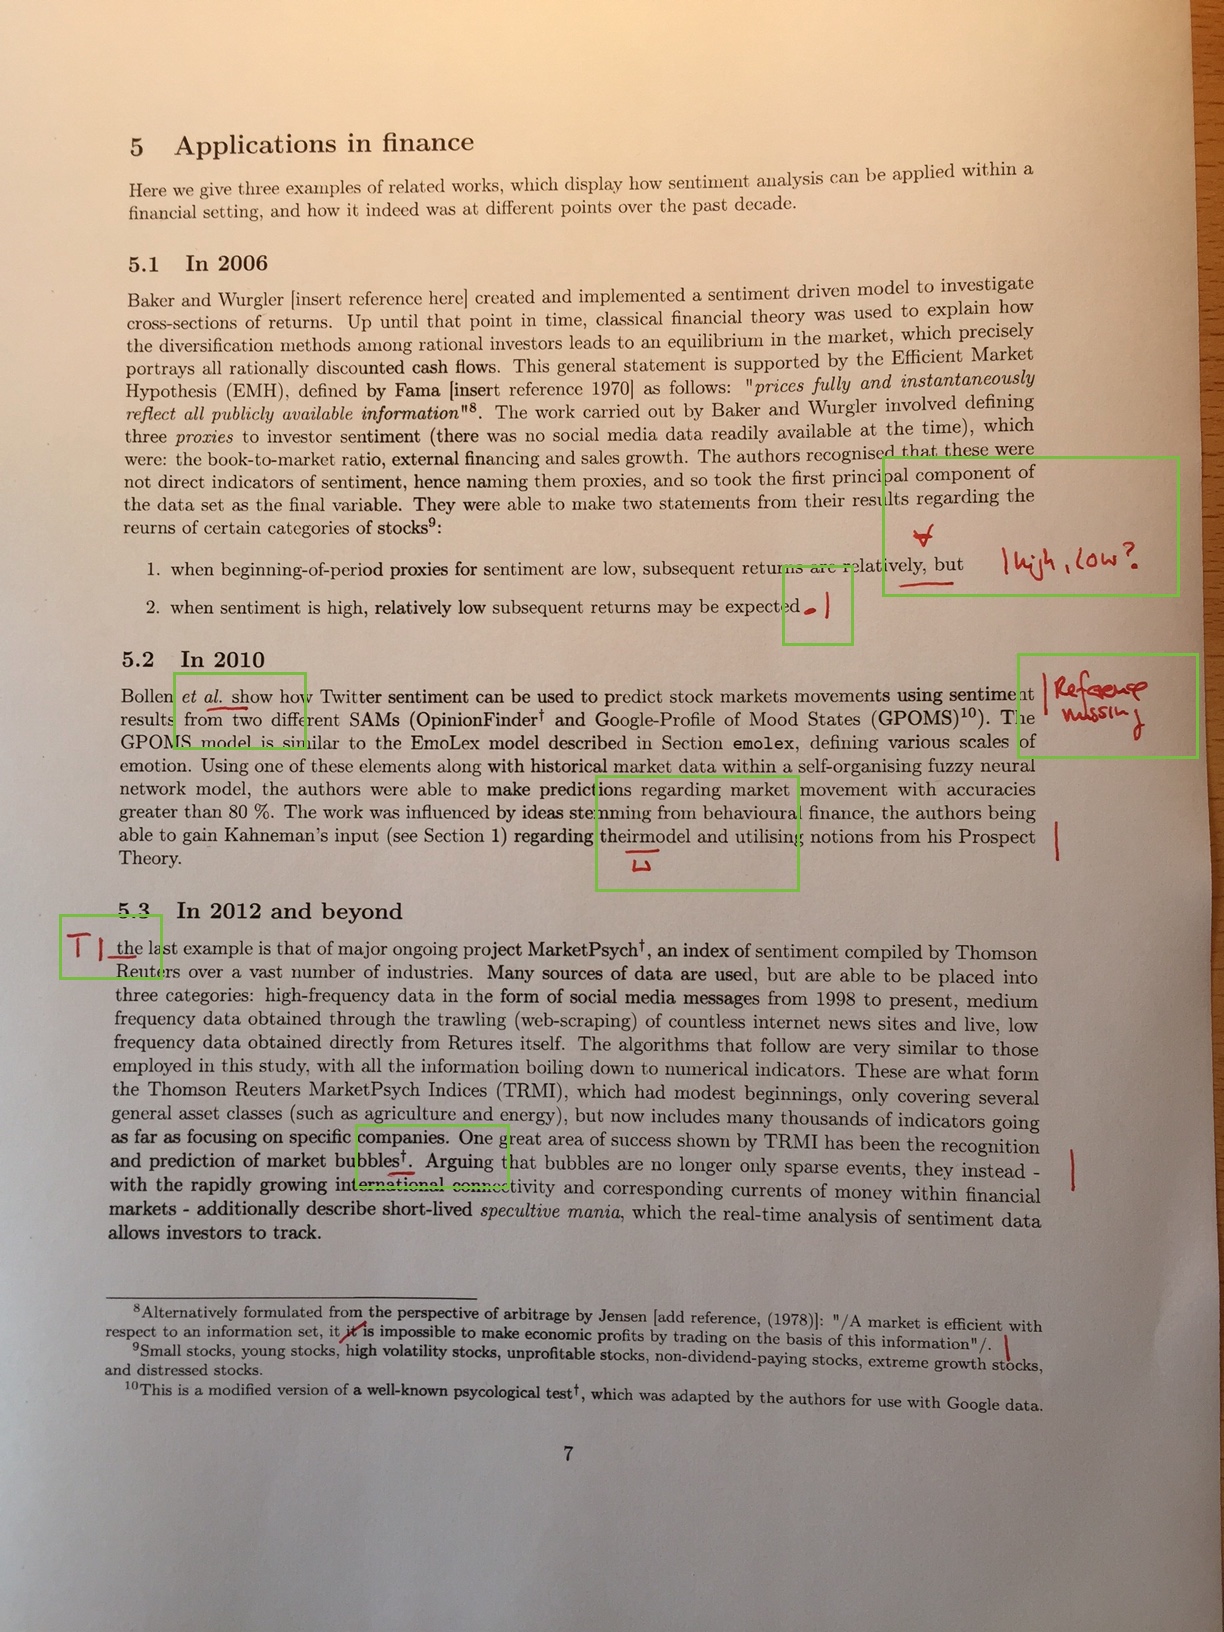 5 Applications in finance
Here we give three examples of related works, which display how sentiment analysis can be applied within a
financial setting, and how it indeed was at different points over the past decade.
5.1 In 2006
Baker and Wurgler [insert reference here] created and implemented a sentiment driven model to investigate
cross-sections of returns. Up until that point in time, classical financial theory was used to explain how
the diversification methods among rational investors leads to an equilibrium in the market, which precisely
portrays all rationally discounted cash flows. This general statement is supported by the Efficient Market
Hypothesis (EMH), defined by Fama [insert reference 1970] as follows: "prices fully and instantaneously
reflect all publicly available information"⁸. The work carried out by Baker and Wurgler involved defining
three proxies to investor sentiment (there was no social media data readily available at the time), which
were: the book-to-market ratio, external financing and sales growth. The authors recognised that these were
not direct indicators of sentiment, hence naming them proxies, and so took the first principal component of
the data set as the final variable. They were able to make two statements from their results regarding the
reurns of certain categories of stocks⁹:
1. when beginning-of-period proxies for sentiment are low, subsequent returns are relatively, but | high, low?
2. when sentiment is high, relatively low subsequent returns may be expected . |
5.2 In 2010
Bollen et al. show how Twitter sentiment can be used to predict stock markets movements using sentiment | Reference
results from two different SAMs (OpinionFinder† and Google-Profile of Mood States (GPOMS)¹⁰). The missing
GPOMS model is similar to the EmoLex model described in Section emolex, defining various scales of
emotion. Using one of these elements along with historical market data within a self-organising fuzzy neural
network model, the authors were able to make predictions regarding market movement with accuracies
greater than 80 %. The work was influenced by ideas stemming from behavioural finance, the authors being
able to gain Kahneman's input (see Section 1) regarding theirmodel and utilising notions from his Prospect |
Theory.
5.3 In 2012 and beyond
T | the last example is that of major ongoing project MarketPsych†, an index of sentiment compiled by Thomson
Reuters over a vast number of industries. Many sources of data are used, but are able to be placed into
three categories: high-frequency data in the form of social media messages from 1998 to present, medium
frequency data obtained through the trawling (web-scraping) of countless internet news sites and live, low
frequency data obtained directly from Retures itself. The algorithms that follow are very similar to those
employed in this study, with all the information boiling down to numerical indicators. These are what form
the Thomson Reuters MarketPsych Indices (TRMI), which had modest beginnings, only covering several
general asset classes (such as agriculture and energy), but now includes many thousands of indicators going
as far as focusing on specific companies. One great area of success shown by TRMI has been the recognition
and prediction of market bubbles†. Arguing that bubbles are no longer only sparse events, they instead - |
with the rapidly growing international connectivity and corresponding currents of money within financial
markets - additionally describe short-lived specultive mania, which the real-time analysis of sentiment data
allows investors to track.
⁸Alternatively formulated from the perspective of arbitrage by Jensen [add reference, (1978)]: "/A market is efficient with
respect to an information set, it it is impossible to make economic profits by trading on the basis of this information"/. |
⁹Small stocks, young stocks, high volatility stocks, unprofitable stocks, non-dividend-paying stocks, extreme growth stocks,
and distressed stocks.
¹⁰This is a modified version of a well-known psycological test†, which was adapted by the authors for use with Google data.
7